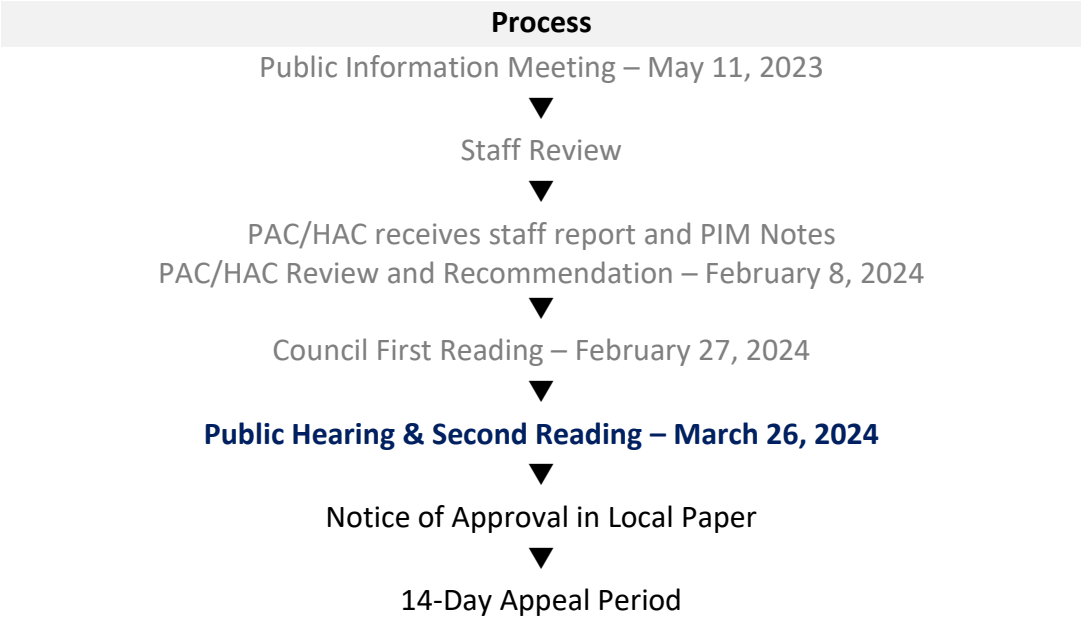 Process
Public Information Meeting – May 11, 2023
Staff Review
PAC/HAC receives staff report and PIM Notes
PAC/HAC Review and Recommendation – February 8, 2024
Council First Reading – February 27, 2024
Public Hearing & Second Reading – March 26, 2024
Notice of Approval in Local Paper
14-Day Appeal Period